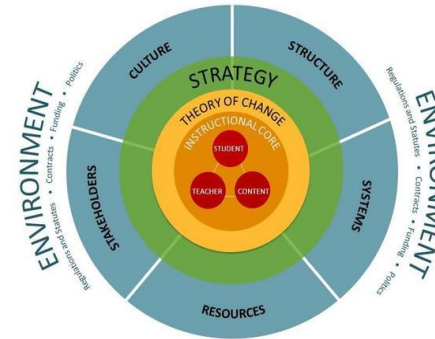 ENVIRONMENT
Regulations and Statutes • Contracts • Funding • Politics
CULTURE
STRUCTURE
STRATEGY
THEORY OF CHANGE
INSTRUCTIONAL CORE
STUDENT
TEACHER
CONTENT
STAKEHOLDERS
SYSTEMS
RESOURCES
ENVIRONMENT
Regulations and Statutes • Contracts • Funding • Politics